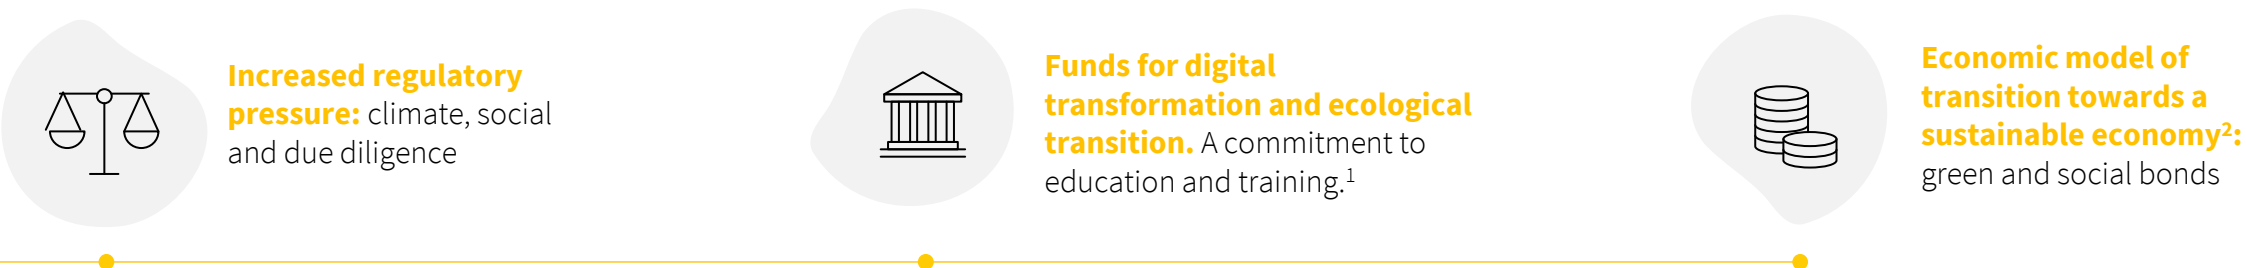 Increased regulatory
pressure: climate, social
and due diligence
Funds for digital
transformation and ecological
transition. A commitment to
education and training.¹
Economic model of
transition towards a
sustainable economy²:
green and social bonds